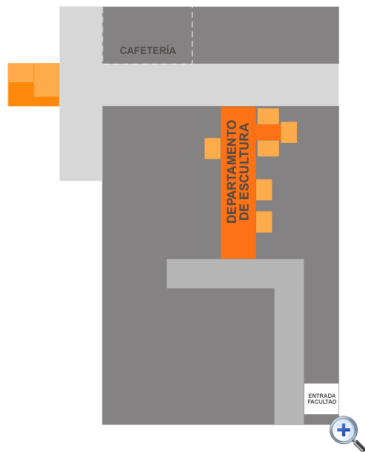 CAFETERÍA
DEPARTAMENTO
DE ESCULTURA
ENTRADA
FACULTAD